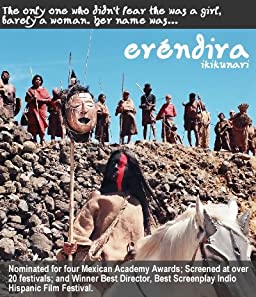 The only one who didn't fear the was a girl,
barely a woman. her name was...
eréndira
ikikunari
Nominated for four Mexican Academy Awards; Screened at over
20 festivals; and Winner Best Director, Best Screenplay Indio
Hispanic Film Festival.